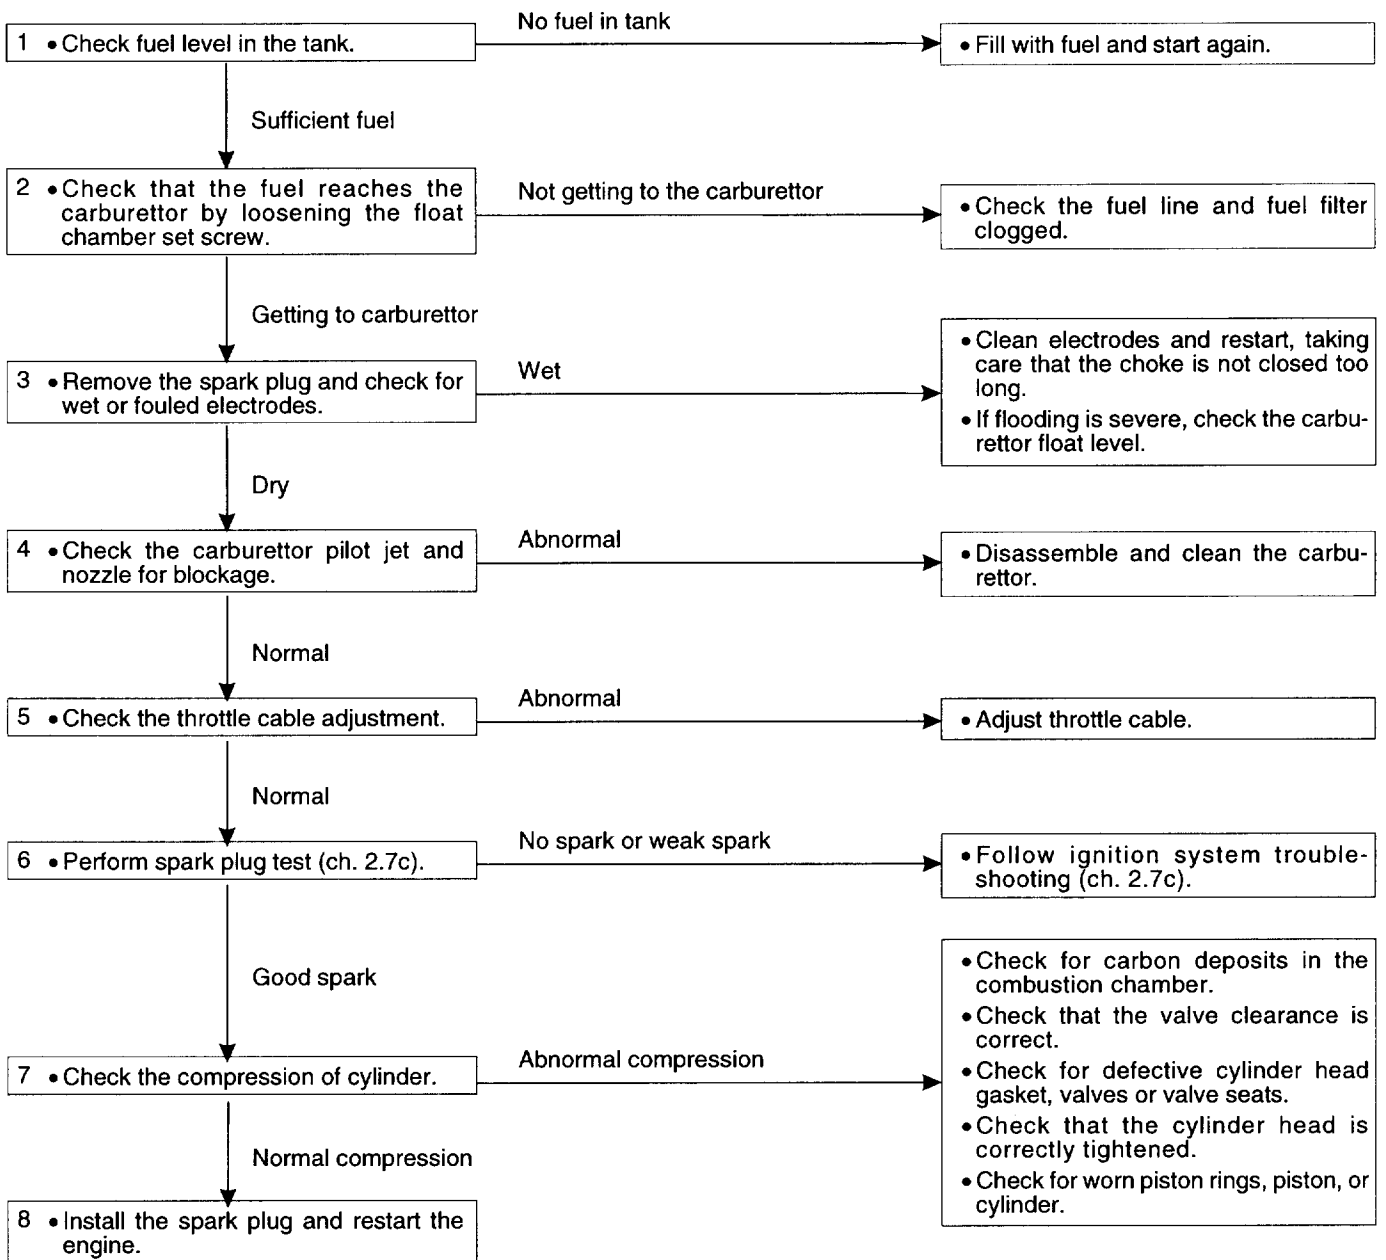 No fuel in tank
1 • Check fuel level in the tank.
• Fill with fuel and start again.
Sufficient fuel
2 • Check that the fuel reaches the
carburettor by loosening the float
chamber set screw.
Not getting to the carburettor
• Check the fuel line and fuel filter
clogged.
Getting to carburettor
3 • Remove the spark plug and check for
wet or fouled electrodes.
Wet
• Clean electrodes and restart, taking
care that the choke is not closed too
long.
• If flooding is severe, check the carbu-
rettor float level.
Dry
4 • Check the carburettor pilot jet and
nozzle for blockage.
Abnormal
• Disassemble and clean the carbu-
rettor.
Normal
5 • Check the throttle cable adjustment.
Abnormal
• Adjust throttle cable.
Normal
6 • Perform spark plug test (ch. 2.7c).
No spark or weak spark
• Follow ignition system trouble-
shooting (ch. 2.7c).
Good spark
7 • Check the compression of cylinder.
Abnormal compression
• Check for carbon deposits in the
combustion chamber.
• Check that the valve clearance is
correct.
• Check for defective cylinder head
gasket, valves or valve seats.
• Check that the cylinder head is
correctly tightened.
• Check for worn piston rings, piston, or
cylinder.
Normal compression
8 • Install the spark plug and restart the
engine.